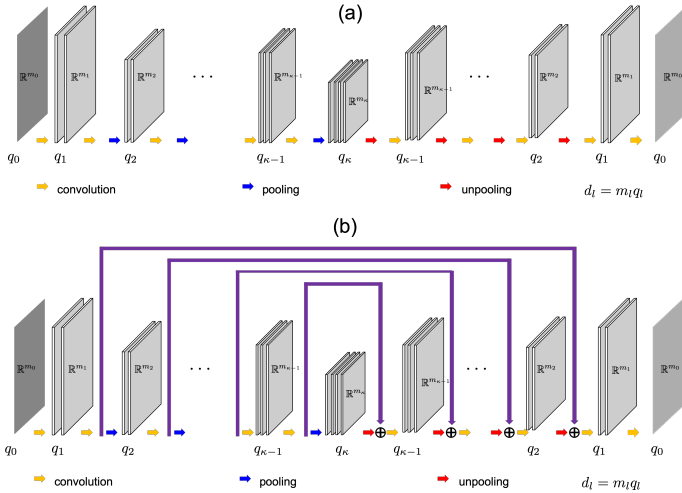 (a)
ℝ^{m_0} ℝ^{m_1} ℝ^{m_2} ··· ℝ^{m_{κ−1}} ℝ^{m_κ} ℝ^{m_{κ−1}} ··· ℝ^{m_2} ℝ^{m_1} ℝ^{m_0}
q_0 q_1 q_2 q_{κ−1} q_κ q_{κ−1} q_2 q_1 q_0
convolution pooling unpooling d_l = m_l q_l
(b)
ℝ^{m_0} ℝ^{m_1} ℝ^{m_2} ··· ℝ^{m_{κ−1}} ℝ^{m_κ} ℝ^{m_{κ−1}} ··· ℝ^{m_2} ℝ^{m_1} ℝ^{m_0}
q_0 q_1 q_2 q_{κ−1} q_κ q_{κ−1} q_2 q_1 q_0
convolution pooling unpooling d_l = m_l q_l